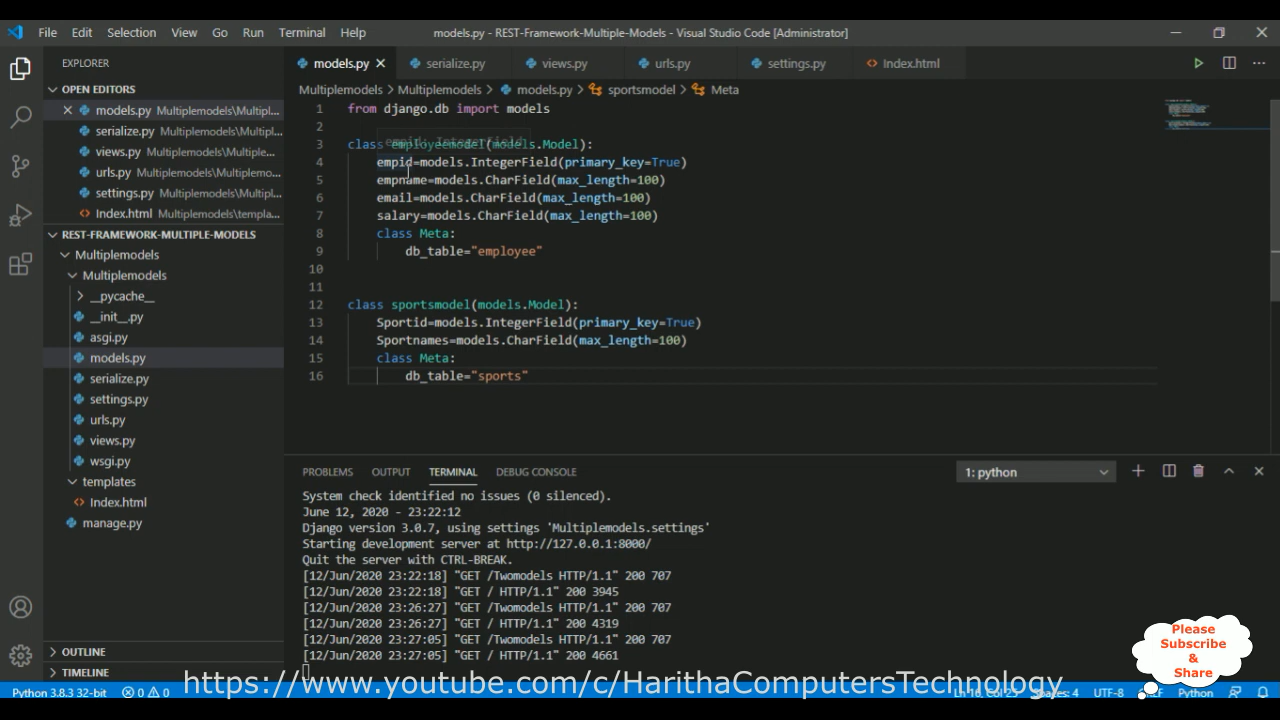 File Edit Selection View Go Run Terminal Help models.py - REST-Framework-Multiple-Models - Visual Studio Code [Administrator]
EXPLORER
OPEN EDITORS
models.py Multiplemodels\Multipl...
serialize.py Multiplemodels\Multipl...
views.py Multiplemodels\Multiple...
urls.py Multiplemodels\Multiplemo...
settings.py Multiplemodels\Multipl...
Index.html Multiplemodels\templa...
REST-FRAMEWORK-MULTIPLE-MODELS
Multiplemodels
Multiplemodels
__pycache__
__init__.py
asgi.py
models.py
serialize.py
settings.py
urls.py
views.py
wsgi.py
templates
Index.html
manage.py
OUTLINE
TIMELINE
models.py serialize.py views.py urls.py settings.py Index.html
Multiplemodels > Multiplemodels > models.py > sportsmodel > Meta
1 from django.db import models
2
3 class employeemodel(models.Model):
empid: IntegerField
4 empid=models.IntegerField(primary_key=True)
5 empname=models.CharField(max_length=100)
6 email=models.CharField(max_length=100)
7 salary=models.CharField(max_length=100)
8 class Meta:
9 db_table="employee"
10
11
12 class sportsmodel(models.Model):
13 Sportid=models.IntegerField(primary_key=True)
14 Sportnames=models.CharField(max_length=100)
15 class Meta:
16 db_table="sports"
PROBLEMS OUTPUT TERMINAL DEBUG CONSOLE 1: python
System check identified no issues (0 silenced).
June 12, 2020 - 23:22:12
Django version 3.0.7, using settings 'Multiplemodels.settings'
Starting development server at http://127.0.0.1:8000/
Quit the server with CTRL-BREAK.
[12/Jun/2020 23:22:18] "GET /Twomodels HTTP/1.1" 200 707
[12/Jun/2020 23:22:18] "GET / HTTP/1.1" 200 3945
[12/Jun/2020 23:26:27] "GET /Twomodels HTTP/1.1" 200 707
[12/Jun/2020 23:26:27] "GET / HTTP/1.1" 200 4319
[12/Jun/2020 23:27:05] "GET /Twomodels HTTP/1.1" 200 707
[12/Jun/2020 23:27:05] "GET / HTTP/1.1" 200 4661
Please
Subscribe
&
Share
https://www.youtube.com/c/HarithaComputersTechnology
Python 3.8.3 32-bit 0 0 Ln 16, Col 25 Spaces: 4 UTF-8 Python